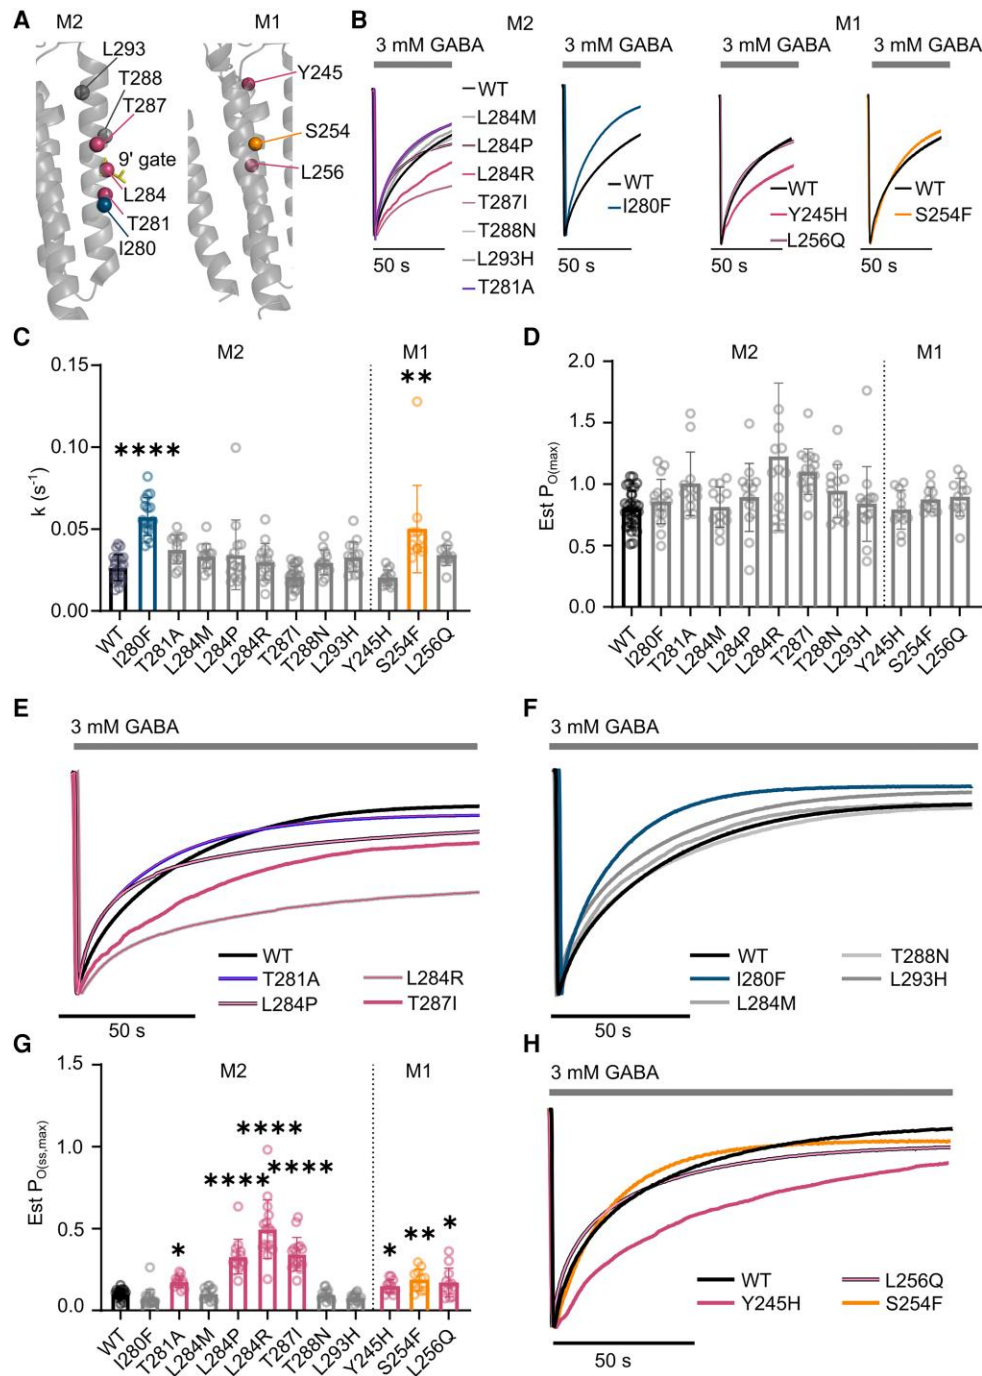 A
M2
M1
L293
T288
T287
9' gate
L284
T281
I280
Y245
S254
L256
B
M2
M1
3 mM GABA
3 mM GABA
3 mM GABA
3 mM GABA
WT
L284M
L284P
L284R
T287I
T288N
L293H
T281A
50 s
WT
I280F
50 s
WT
Y245H
L256Q
50 s
WT
S254F
50 s
C
M2
M1
k (s-1)
0.15
0.10
0.05
0.00
****
**
WT
I280F
T281A
L284M
L284P
L284R
T287I
T288N
L293H
Y245H
S254F
L256Q
D
M2
M1
Est PO(max)
2.0
1.5
1.0
0.5
0.0
WT
I280F
T281A
L284M
L284P
L284R
T287I
T288N
L293H
Y245H
S254F
L256Q
E
3 mM GABA
WT
T281A
L284P
L284R
T287I
50 s
F
3 mM GABA
WT
I280F
L284M
T288N
L293H
50 s
G
M2
M1
Est PO(ss,max)
1.5
1.0
0.5
0.0
*
****
****
****
*
**
*
WT
I280F
T281A
L284M
L284P
L284R
T287I
T288N
L293H
Y245H
S254F
L256Q
H
3 mM GABA
WT
Y245H
L256Q
S254F
50 s